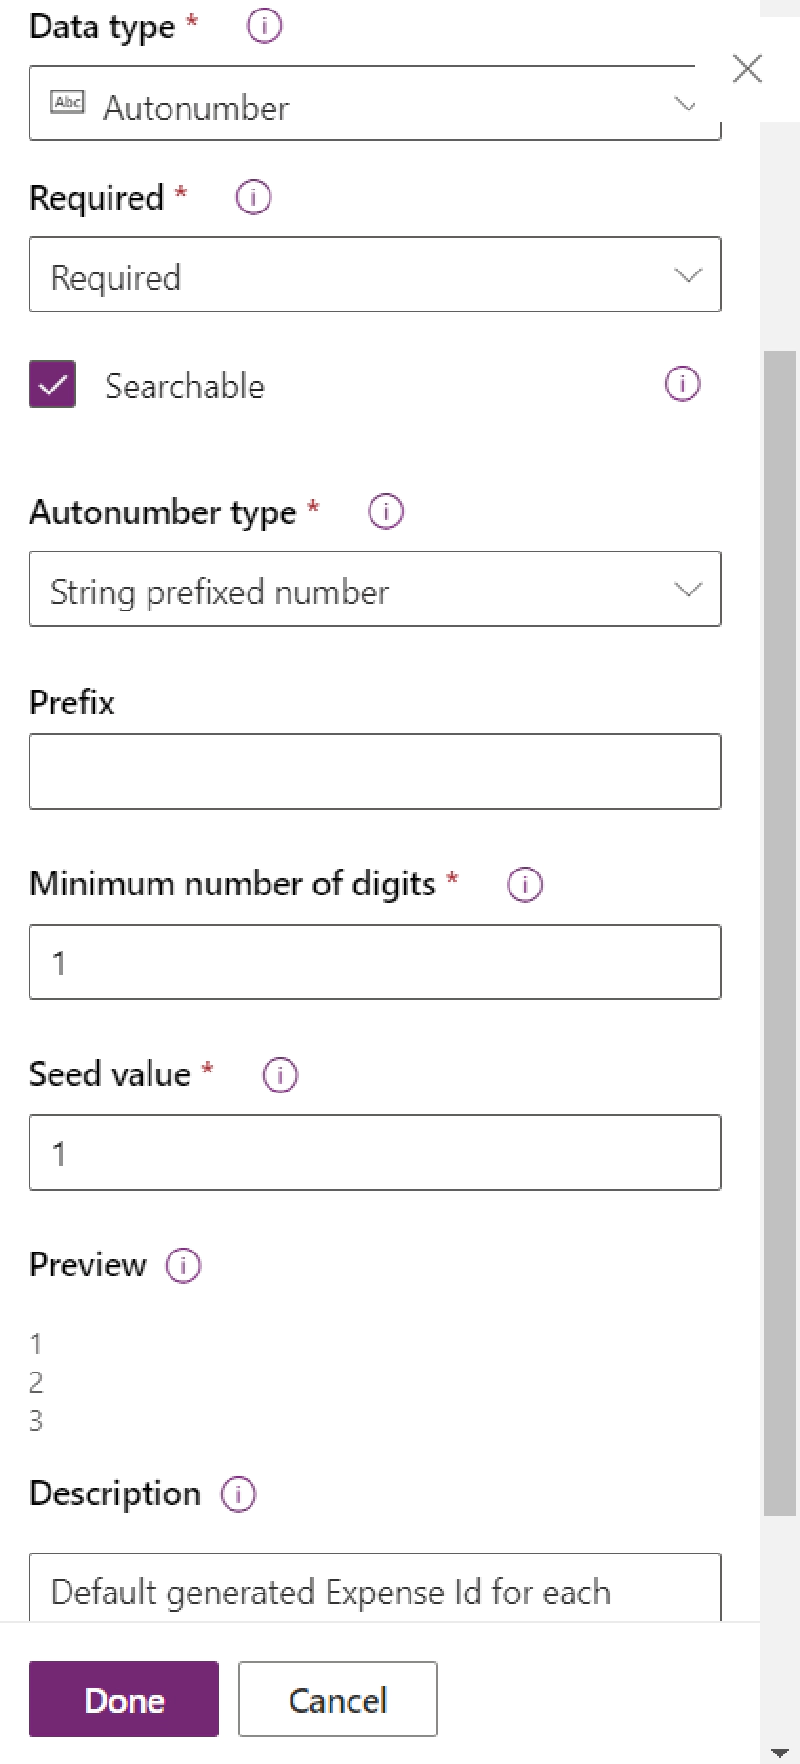 Data type *
Abc Autonumber
Required *
Required
Searchable
Autonumber type *
String prefixed number
Prefix
Minimum number of digits *
1
Seed value *
1
Preview
1
2
3
Description
Default generated Expense Id for each
Done Cancel